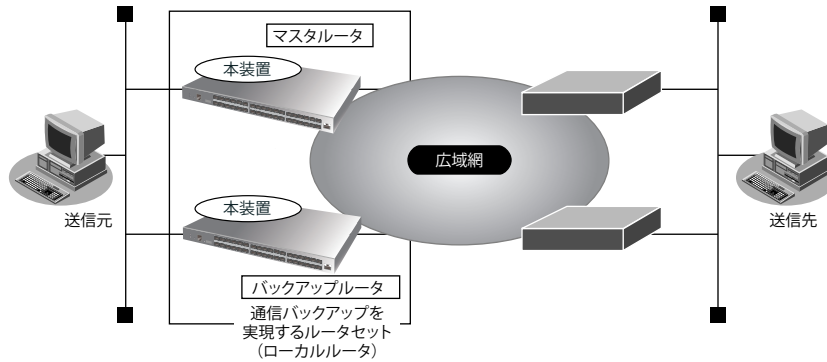 マスタルータ
本装置
広域網
送信元
送信先
本装置
バックアップルータ
通信バックアップを
実現するルータセット
（ローカルルータ）